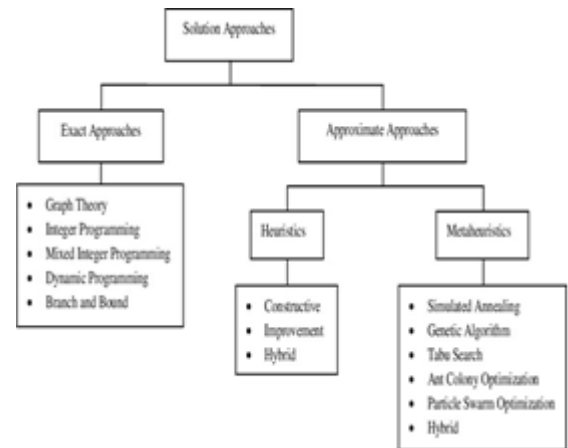 Solution Approaches
Exact Approaches
Approximate Approaches
• Graph Theory
• Integer Programming
• Mixed Integer Programming
• Dynamic Programming
• Branch and Bound
Heuristics
Metaheuristics
• Constructive
• Improvement
• Hybrid
• Simulated Annealing
• Genetic Algorithm
• Tabu Search
• Ant Colony Optimization
• Particle Swarm Optimization
• Hybrid